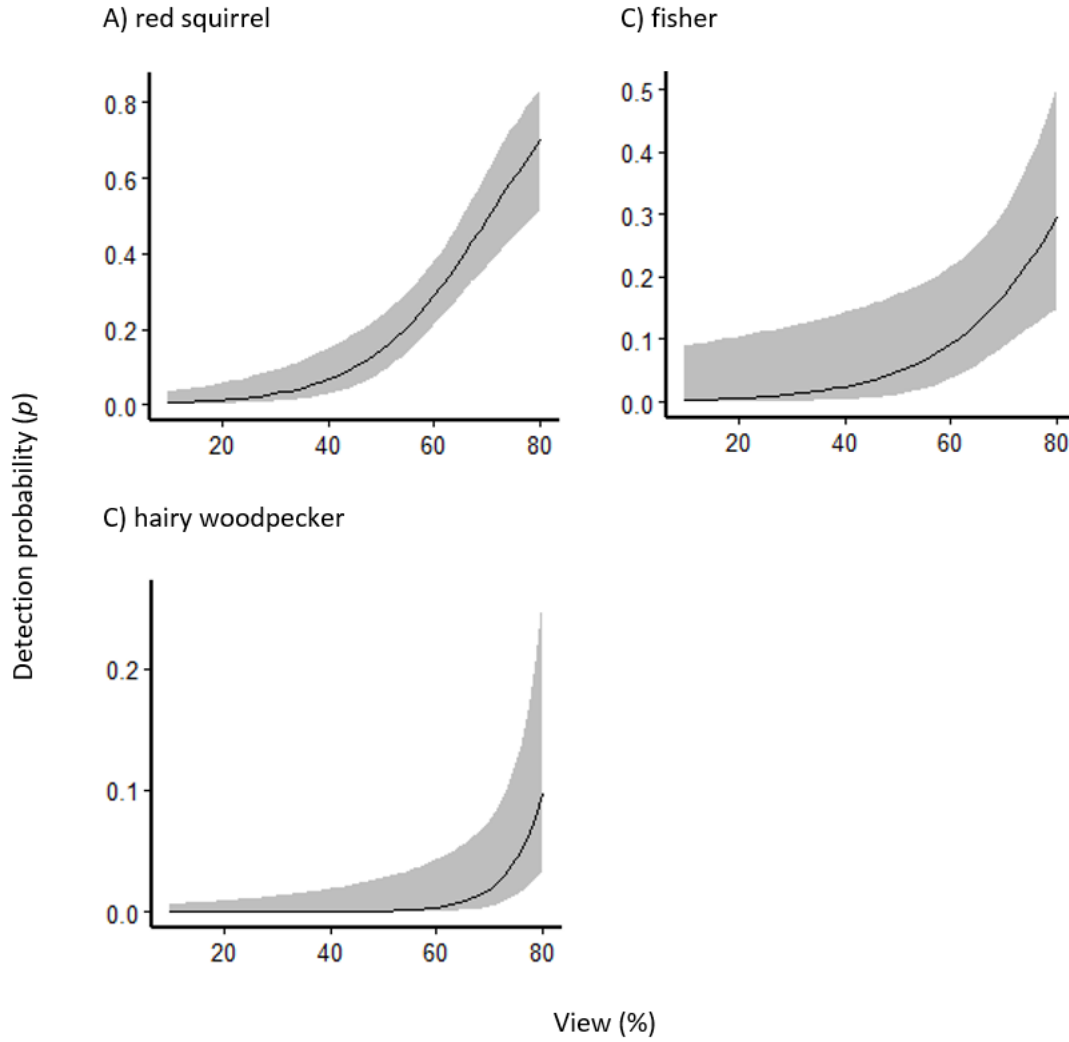 A) red squirrel
0.8
0.6
0.4
0.2
0.0
20 40 60 80
C) fisher
0.5
0.4
0.3
0.2
0.1
0.0
20 40 60 80
C) hairy woodpecker
0.2
0.1
0.0
20 40 60 80
Detection probability (p)
View (%)